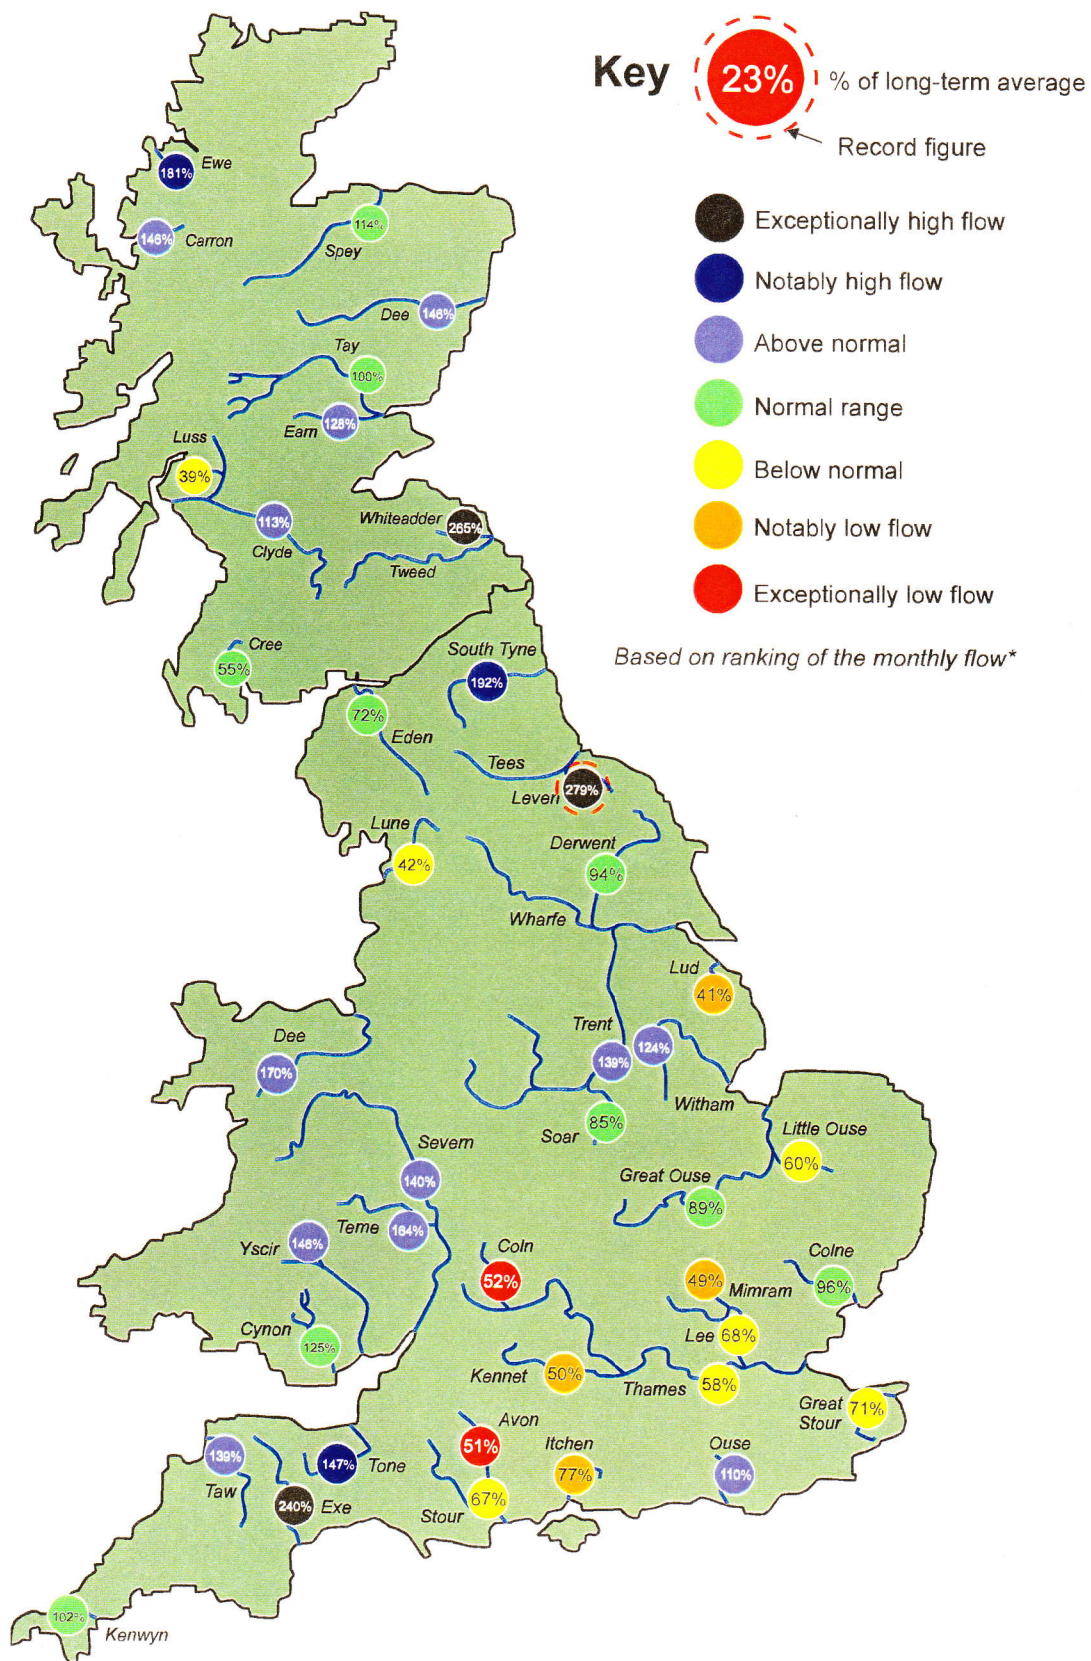 Key
23%
% of long-term average
Record figure
Exceptionally high flow
Notably high flow
Above normal
Normal range
Below normal
Notably low flow
Exceptionally low flow
Based on ranking of the monthly flow*
Ewe
181%
Carron
146%
114%
Spey
Dee
146%
Tay
100%
Earn
128%
Luss
39%
113%
Clyde
Whiteadder
265%
Tweed
Cree
55%
South Tyne
192%
72%
Eden
Tees
Leven
279%
Lune
42%
Derwent
94%
Wharfe
Lud
41%
Trent
139%
124%
Witham
Dee
170%
Soar
85%
Little Ouse
60%
Severn
140%
Great Ouse
89%
Teme
164%
Yscir
146%
Coln
52%
Colne
96%
49%
Mimram
Lee
68%
Cynon
125%
Kennet
50%
Thames
58%
Great
Stour
71%
Avon
51%
Itchen
77%
Ouse
110%
139%
Taw
147%
Tone
240%
Exe
Stour
67%
102%
Kenwyn